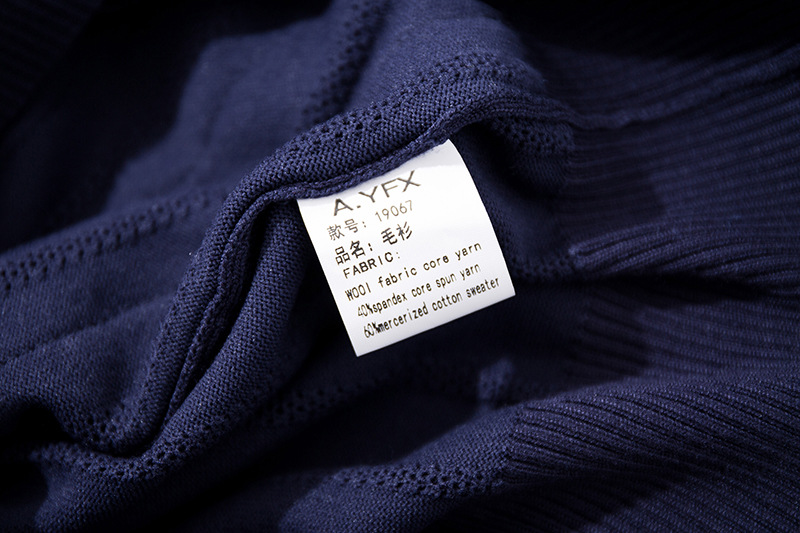 A.YFX
款号：19067
品名：毛衫
FABRIC:
WOOl fabric core yarn
40%spandex core spun yarn
60%mercerized cotton sweater